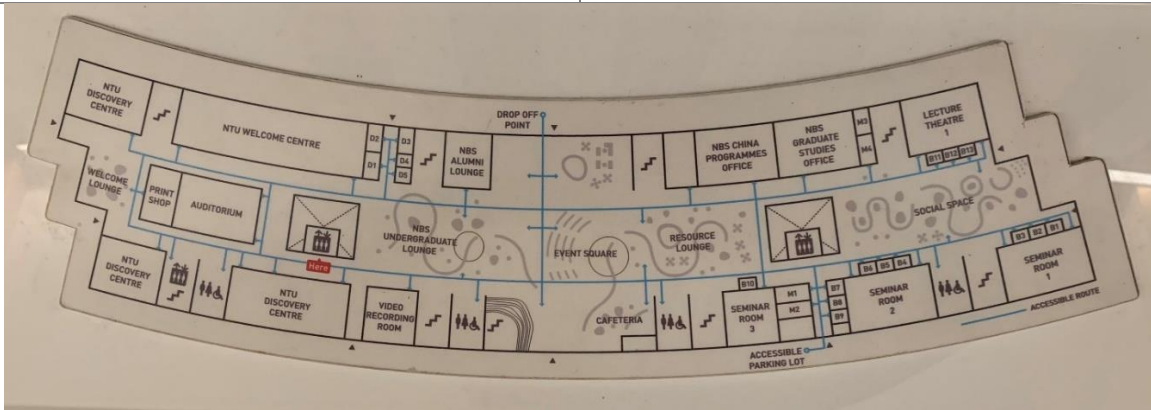 NTU
DISCOVERY
CENTRE
NTU WELCOME CENTRE
D2
D1
D3
D4
D5
NBS
ALUMNI
LOUNGE
DROP OFF
POINT
NBS CHINA
PROGRAMMES
OFFICE
NBS
GRADUATE
STUDIES
OFFICE
M3
M4
LECTURE
THEATRE
1
B11 B12 B13
WELCOME
LOUNGE
PRINT
SHOP
AUDITORIUM
NBS
UNDERGRADUATE
LOUNGE
EVENT SQUARE
RESOURCE
LOUNGE
SOCIAL SPACE
Here
NTU
DISCOVERY
CENTRE
NTU
DISCOVERY
CENTRE
VIDEO
RECORDING
ROOM
CAFETERIA
B10
SEMINAR
ROOM
3
M1
M2
B7
B8
B9
B6 B5 B4
SEMINAR
ROOM
2
B3 B2 B1
SEMINAR
ROOM
1
ACCESSIBLE
PARKING LOT
ACCESSIBLE ROUTE